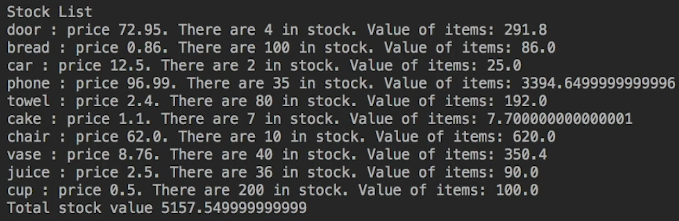 Stock List
door : price 72.95. There are 4 in stock. Value of items: 291.8
bread : price 0.86. There are 100 in stock. Value of items: 86.0
car : price 12.5. There are 2 in stock. Value of items: 25.0
phone : price 96.99. There are 35 in stock. Value of items: 3394.6499999999996
towel : price 2.4. There are 80 in stock. Value of items: 192.0
cake : price 1.1. There are 7 in stock. Value of items: 7.700000000000001
chair : price 62.0. There are 10 in stock. Value of items: 620.0
vase : price 8.76. There are 40 in stock. Value of items: 350.4
juice : price 2.5. There are 36 in stock. Value of items: 90.0
cup : price 0.5. There are 200 in stock. Value of items: 100.0
Total stock value 5157.549999999999